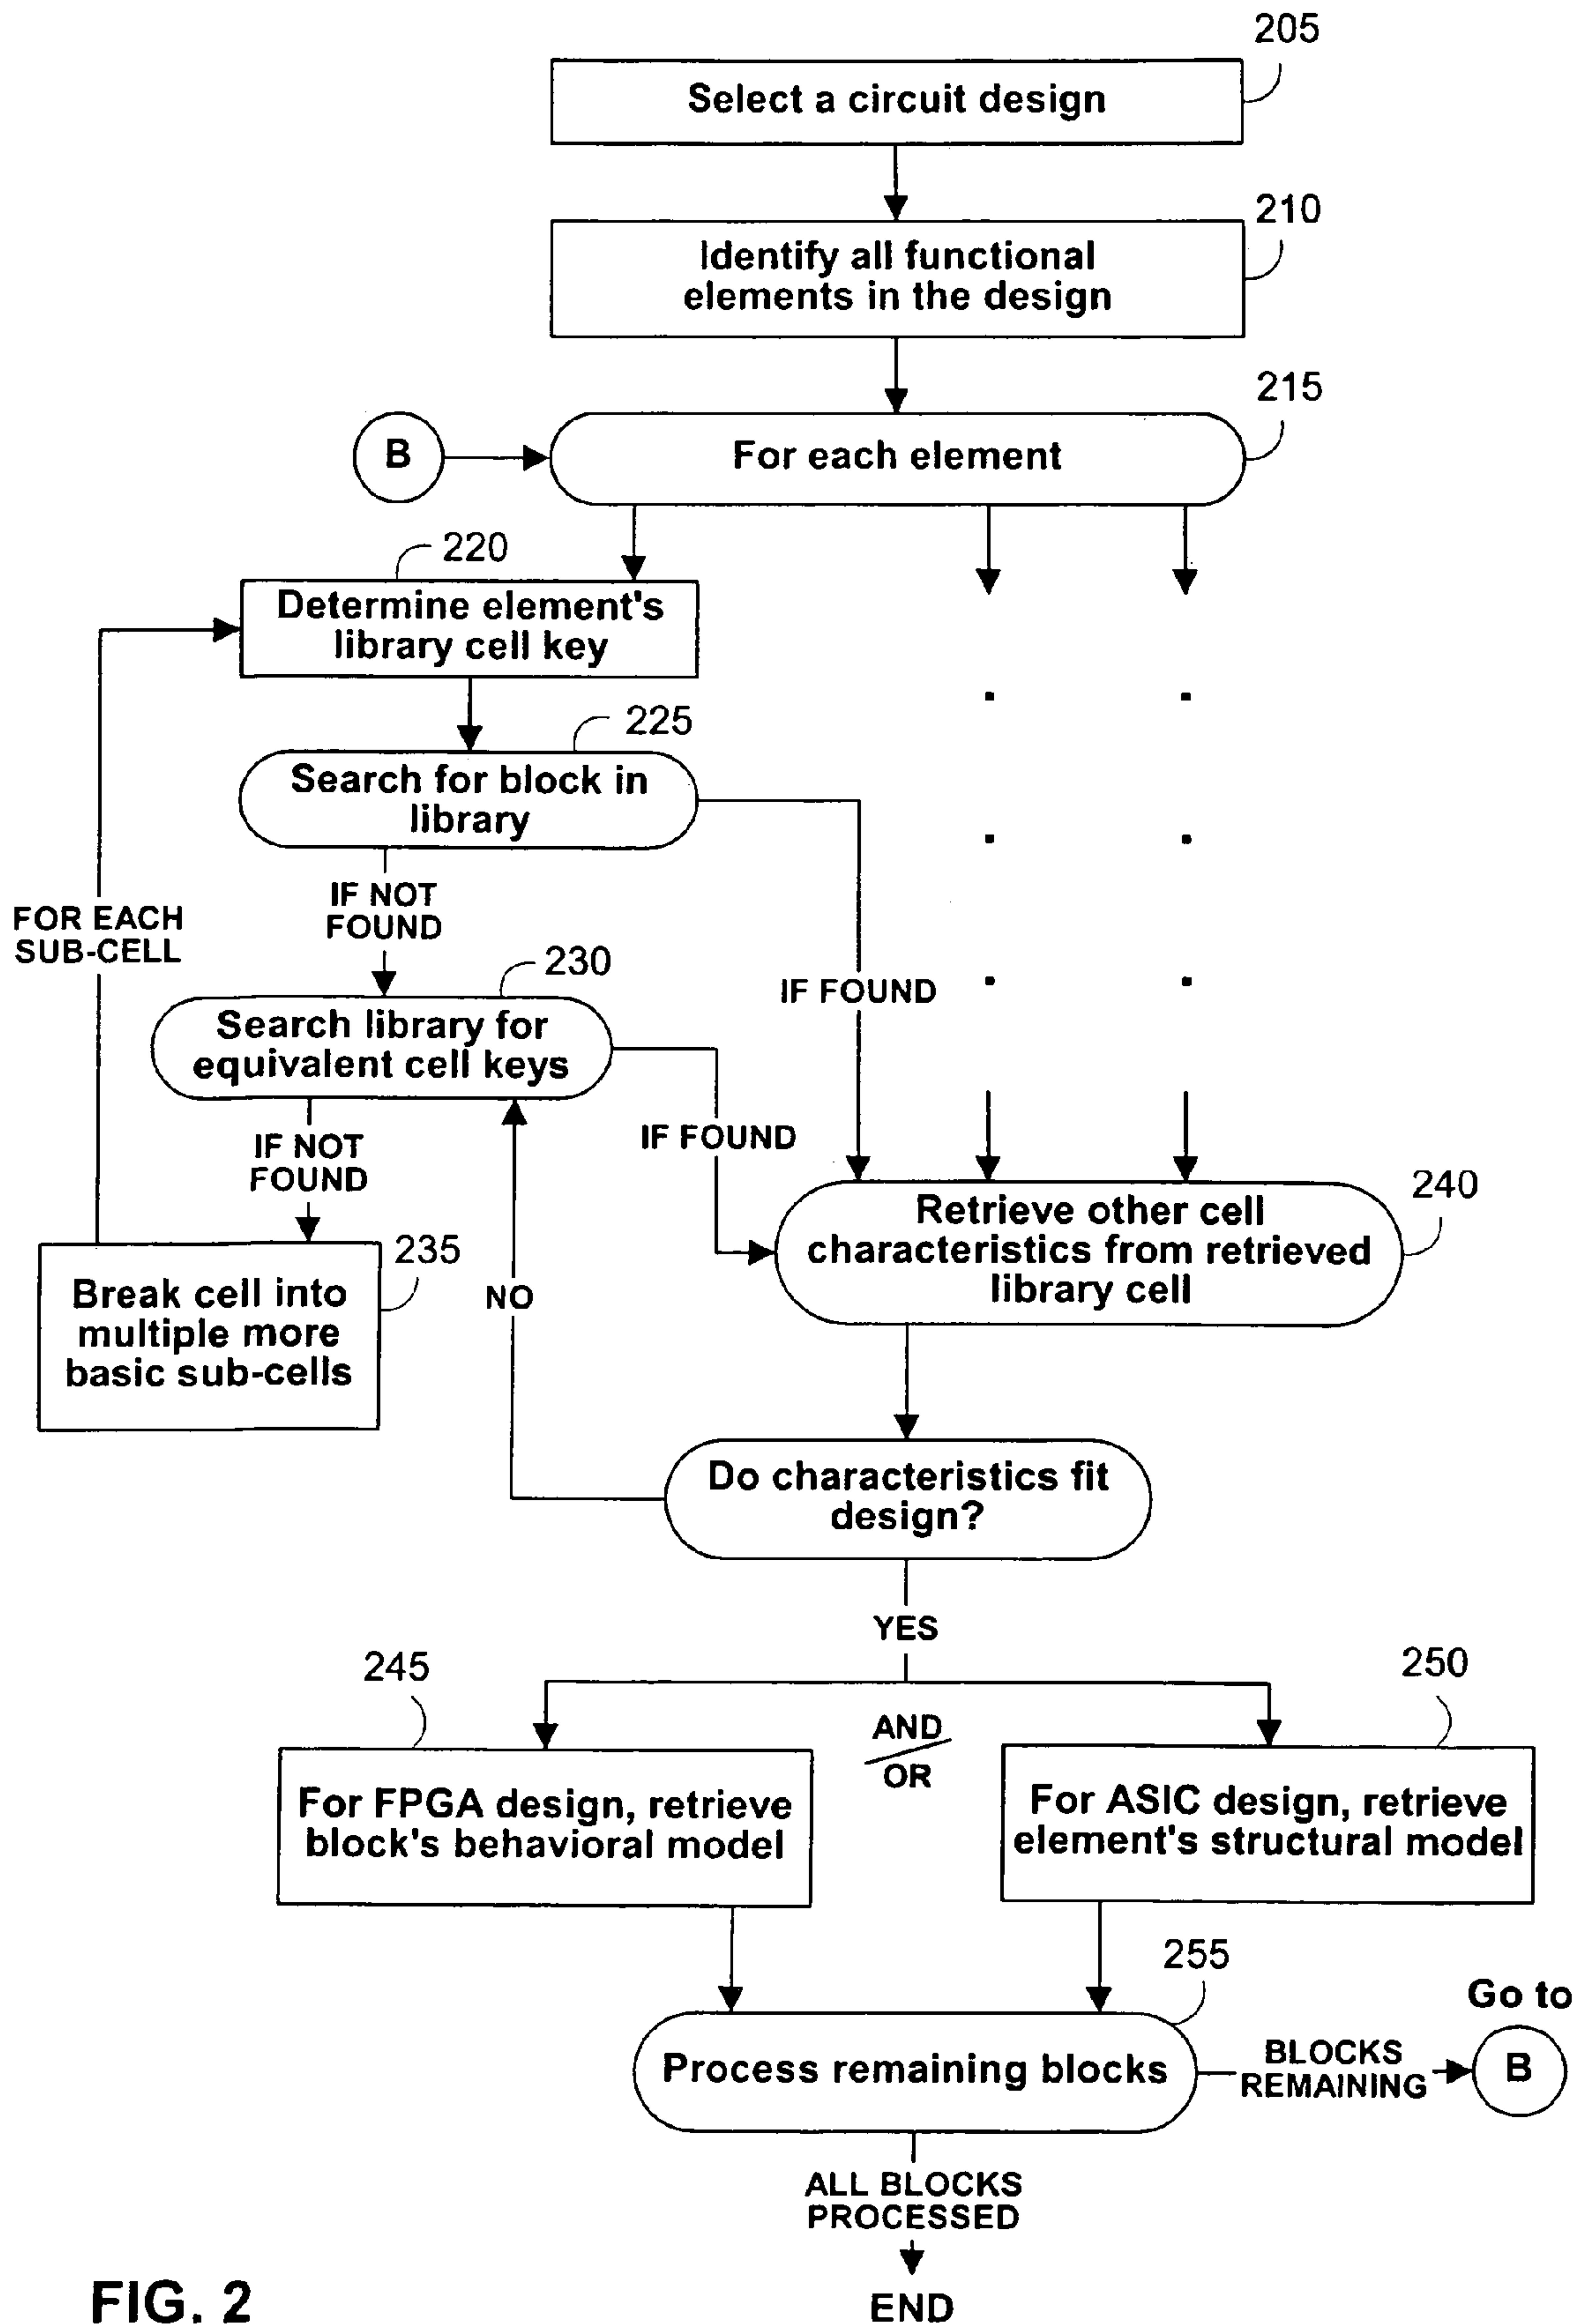 205
Select a circuit design
210
Identify all functional
elements in the design
215
B
For each element
220
Determine element's
library cell key
225
Search for block in
library
IF NOT
FOUND
FOR EACH
SUB-CELL
230
IF FOUND
Search library for
equivalent cell keys
IF NOT
FOUND
IF FOUND
240
Retrieve other cell
characteristics from retrieved
library cell
235
Break cell into
multiple more
basic sub-cells
NO
Do characteristics fit
design?
YES
245
250
AND
OR
For FPGA design, retrieve
block's behavioral model
For ASIC design, retrieve
element's structural model
255
Go to
Process remaining blocks
BLOCKS
REMAINING
B
ALL BLOCKS
PROCESSED
END
FIG. 2